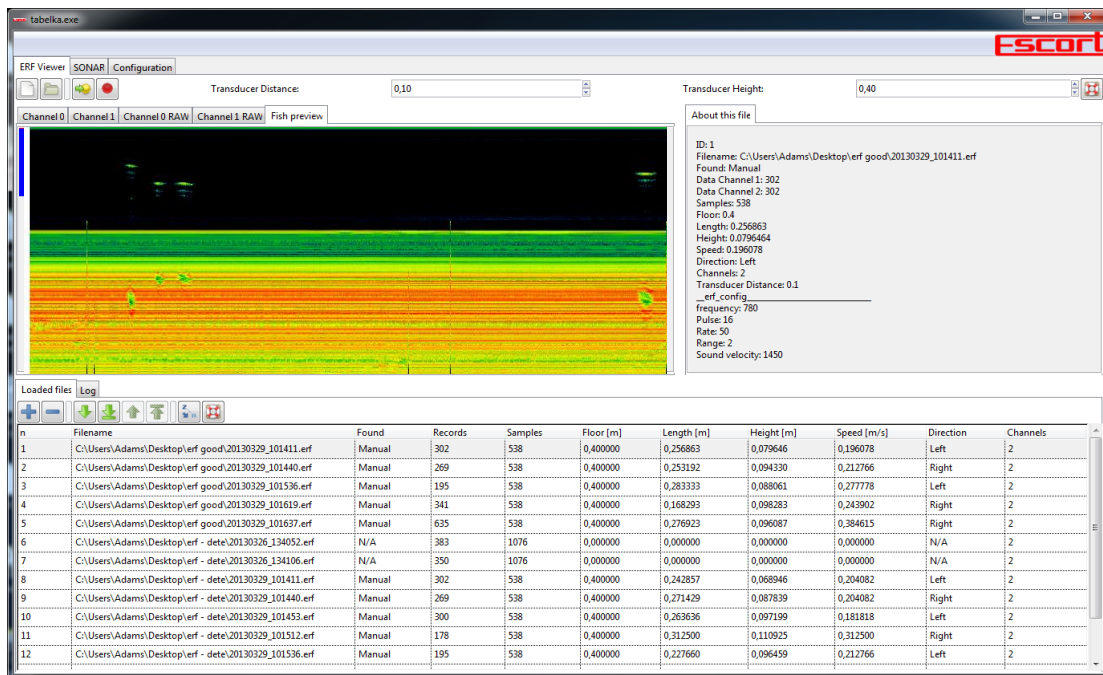 tabelka.exe
Escort
ERF Viewer SONAR Configuration
Transducer Distance: 0,10 Transducer Height: 0,40
Channel 0 Channel 1 Channel 0 RAW Channel 1 RAW Fish preview
About this file
ID: 1
Filename: C:\Users\Adams\Desktop\erf good\20130329_101411.erf
Found: Manual
Data Channel 1: 302
Data Channel 2: 302
Samples: 538
Floor: 0.4
Length: 0.256863
Height: 0.0796464
Speed: 0.196078
Direction: Left
Channels: 2
Transducer Distance: 0.1
__erf_config____________________________
frequency: 780
Pulse: 16
Rate: 50
Range: 2
Sound velocity: 1450
Loaded files Log
n Filename Found Records Samples Floor [m] Length [m] Height [m] Speed [m/s] Direction Channels
1 C:\Users\Adams\Desktop\erf good\20130329_101411.erf Manual 302 538 0,400000 0,256863 0,079646 0,196078 Left 2
2 C:\Users\Adams\Desktop\erf good\20130329_101440.erf Manual 269 538 0,400000 0,253192 0,094330 0,212766 Right 2
3 C:\Users\Adams\Desktop\erf good\20130329_101536.erf Manual 195 538 0,400000 0,283333 0,088061 0,277778 Left 2
4 C:\Users\Adams\Desktop\erf good\20130329_101619.erf Manual 341 538 0,400000 0,168293 0,098283 0,243902 Right 2
5 C:\Users\Adams\Desktop\erf good\20130329_101637.erf Manual 635 538 0,400000 0,276923 0,096087 0,384615 Right 2
6 C:\Users\Adams\Desktop\erf - dete\20130326_134052.erf N/A 383 1076 0,000000 0,000000 0,000000 0,000000 N/A 2
7 C:\Users\Adams\Desktop\erf - dete\20130326_134106.erf N/A 350 1076 0,000000 0,000000 0,000000 0,000000 N/A 2
8 C:\Users\Adams\Desktop\erf - dete\20130329_101411.erf Manual 302 538 0,400000 0,242857 0,068946 0,204082 Left 2
9 C:\Users\Adams\Desktop\erf - dete\20130329_101440.erf Manual 269 538 0,400000 0,271429 0,087839 0,204082 Right 2
10 C:\Users\Adams\Desktop\erf - dete\20130329_101453.erf Manual 300 538 0,400000 0,263636 0,097199 0,181818 Left 2
11 C:\Users\Adams\Desktop\erf - dete\20130329_101512.erf Manual 178 538 0,400000 0,312500 0,110925 0,312500 Right 2
12 C:\Users\Adams\Desktop\erf - dete\20130329_101536.erf Manual 195 538 0,400000 0,227660 0,096459 0,212766 Left 2